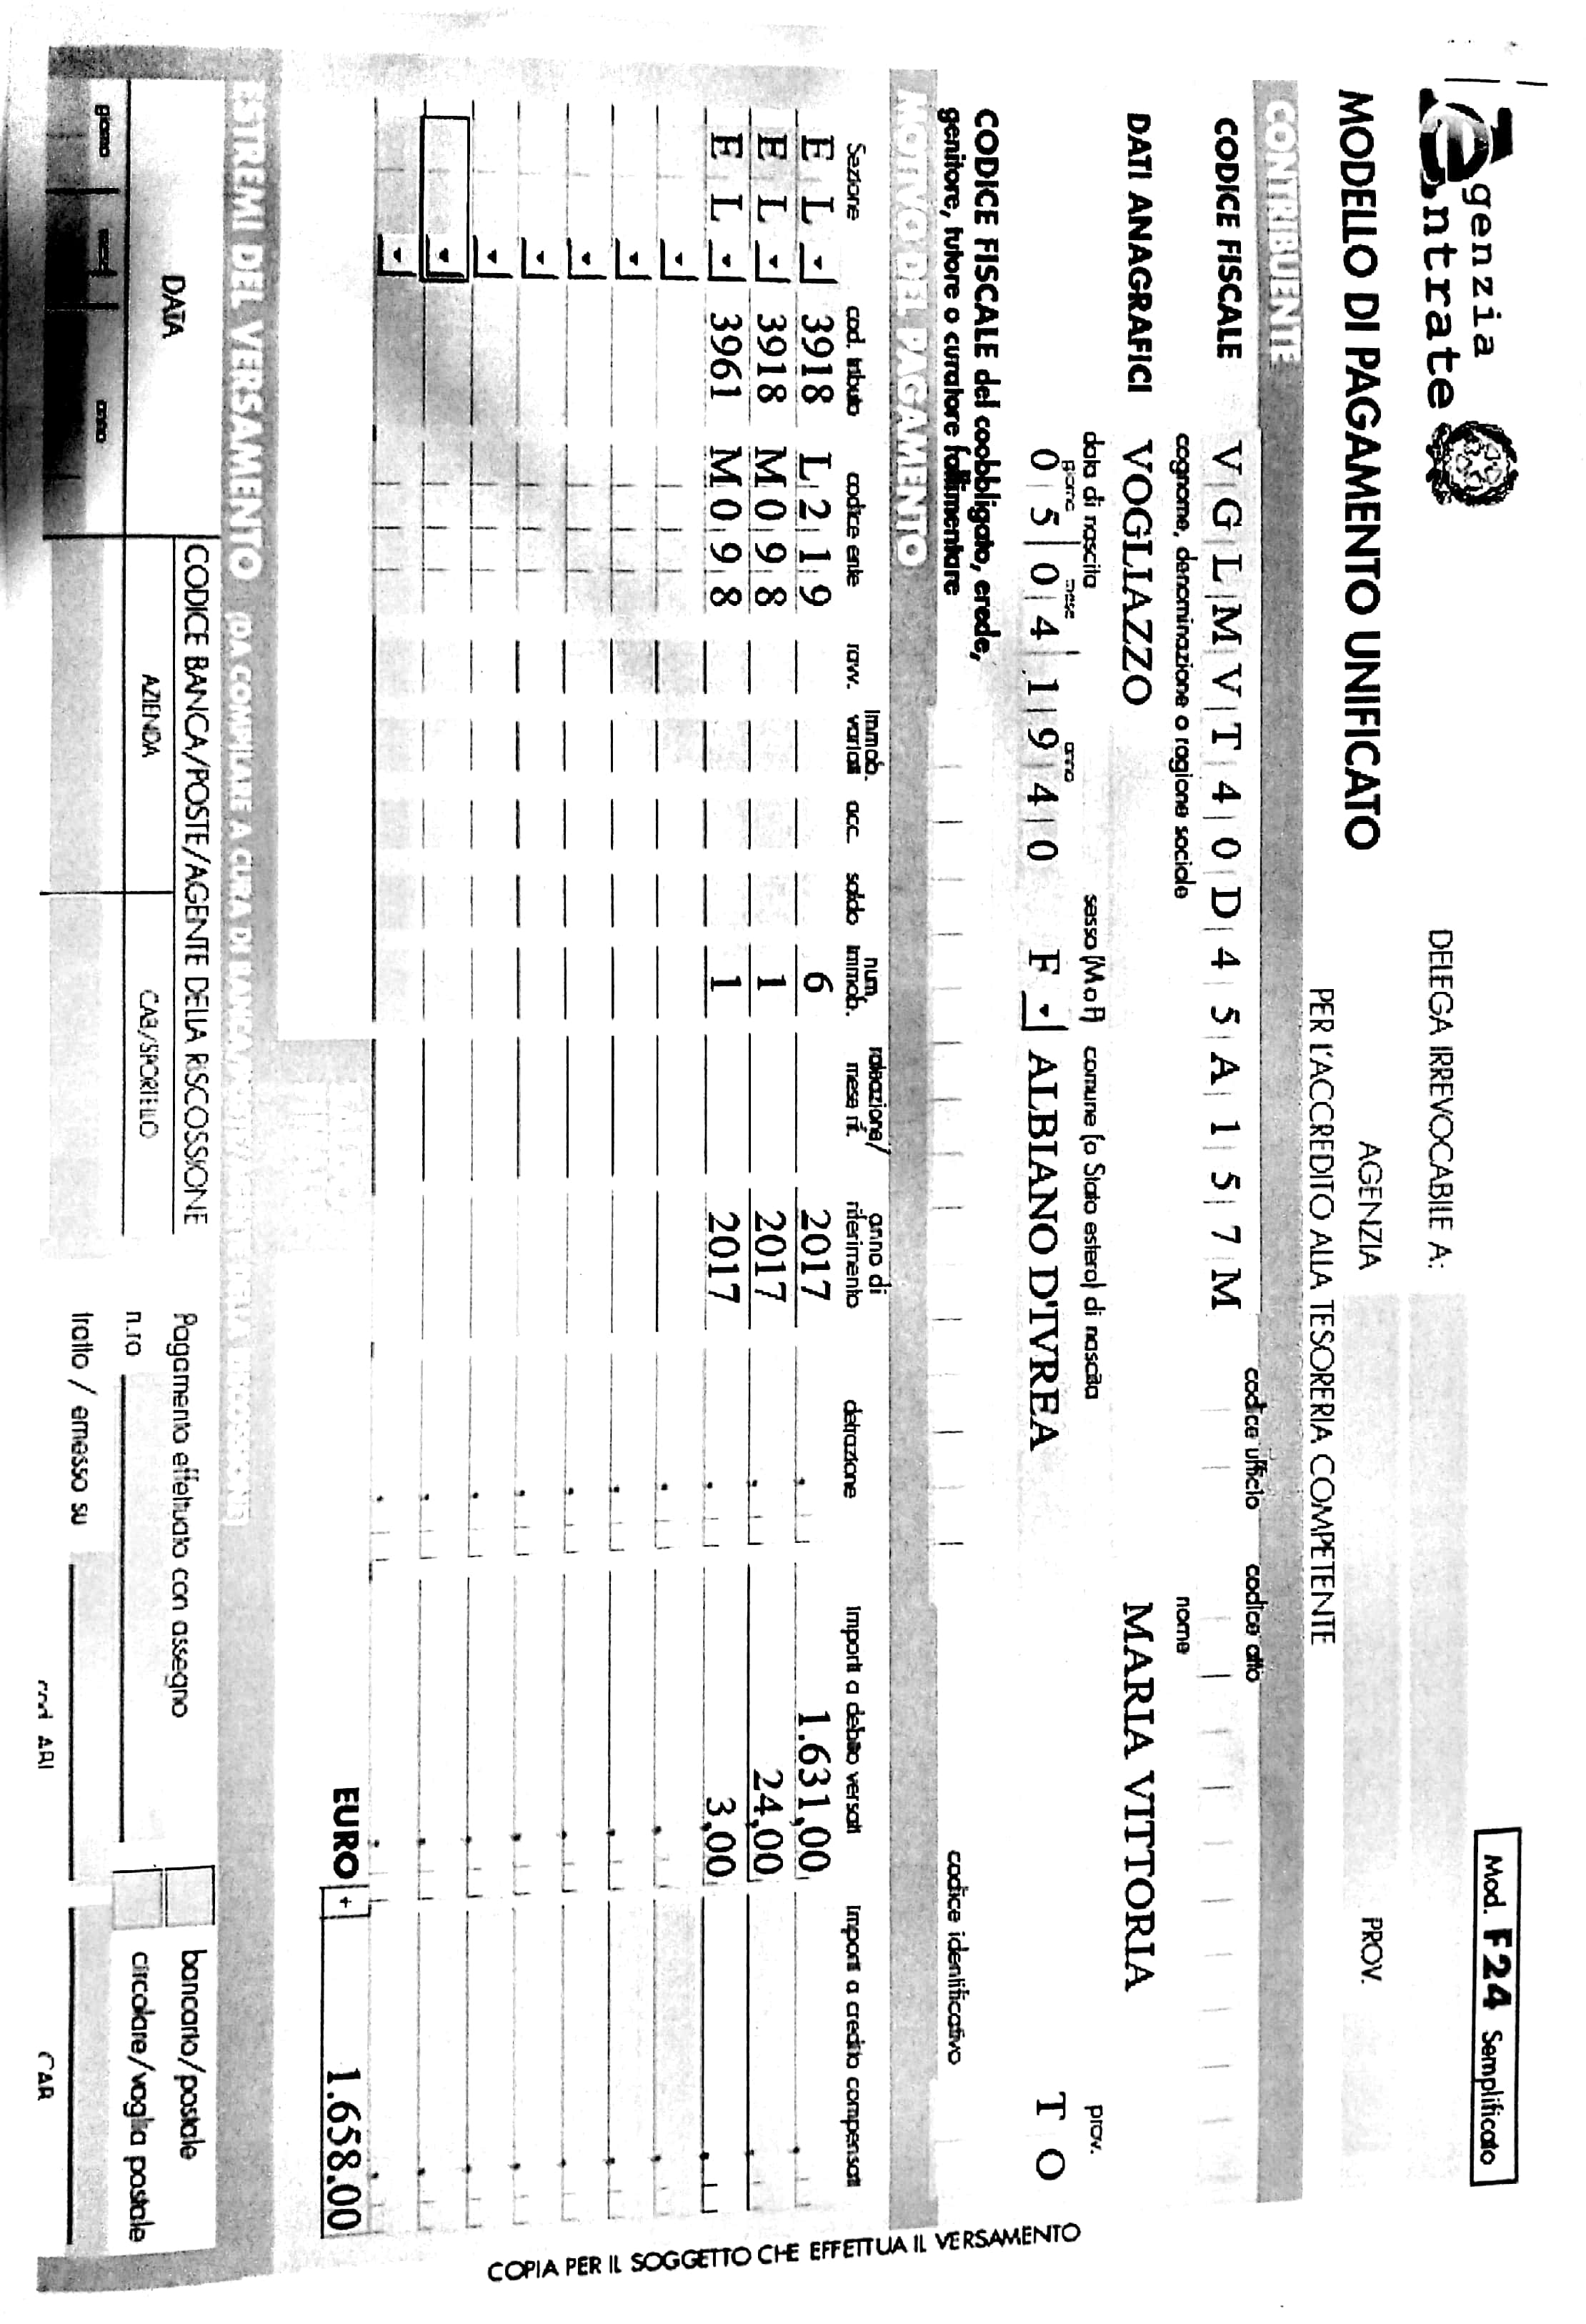 Agenzia
Entrate
Mod. F24 Semplificato
DELEGA IRREVOCABILE A:
AGENZIA PROV.
MODELLO DI PAGAMENTO UNIFICATO
PER L'ACCREDITO ALLA TESORERIA COMPETENTE
CONTRIBUENTE
codice ufficio codice atto
CODICE FISCALE V G L M V T 4 0 D 4 5 A 1 5 7 M
cognome, denominazione o ragione sociale nome
DATI ANAGRAFICI VOGLIAZZO MARIA VITTORIA
data di nascita sesso (M o F) comune (o Stato estero) di nascita prov.
giorno mese anno
0 5 0 4 1 9 4 0 F ALBIANO D'IVREA T O
CODICE FISCALE del coobbligato, erede,
genitore, tutore o curatore fallimentare codice identificativo
MOTIVO DEL PAGAMENTO
Sezione cod. tributo codice ente ravv. immob. variati acc. saldo num. immob. rateazione/ mese rif. anno di riferimento detrazione importi a debito versati importi a credito compensati
E L 3918 L 2 1 9 6 2017 1.631,00
E L 3918 M 0 9 8 1 2017 24,00
E L 3961 M 0 9 8 1 2017 3,00
EURO + 1.658,00
ESTREMI DEL VERSAMENTO (DA COMPILARE A CURA DI BANCA/POSTE/AGENTE DELLA RISCOSSIONE)
DATA CODICE BANCA/POSTE/AGENTE DELLA RISCOSSIONE
AZIENDA CAB/SPORTELLO
giorno mese anno
Pagamento effettuato con assegno bancario/postale
n.ro circolare/vaglia postale
tratto / emesso su
cod. ABI CAB
COPIA PER IL SOGGETTO CHE EFFETTUA IL VERSAMENTO